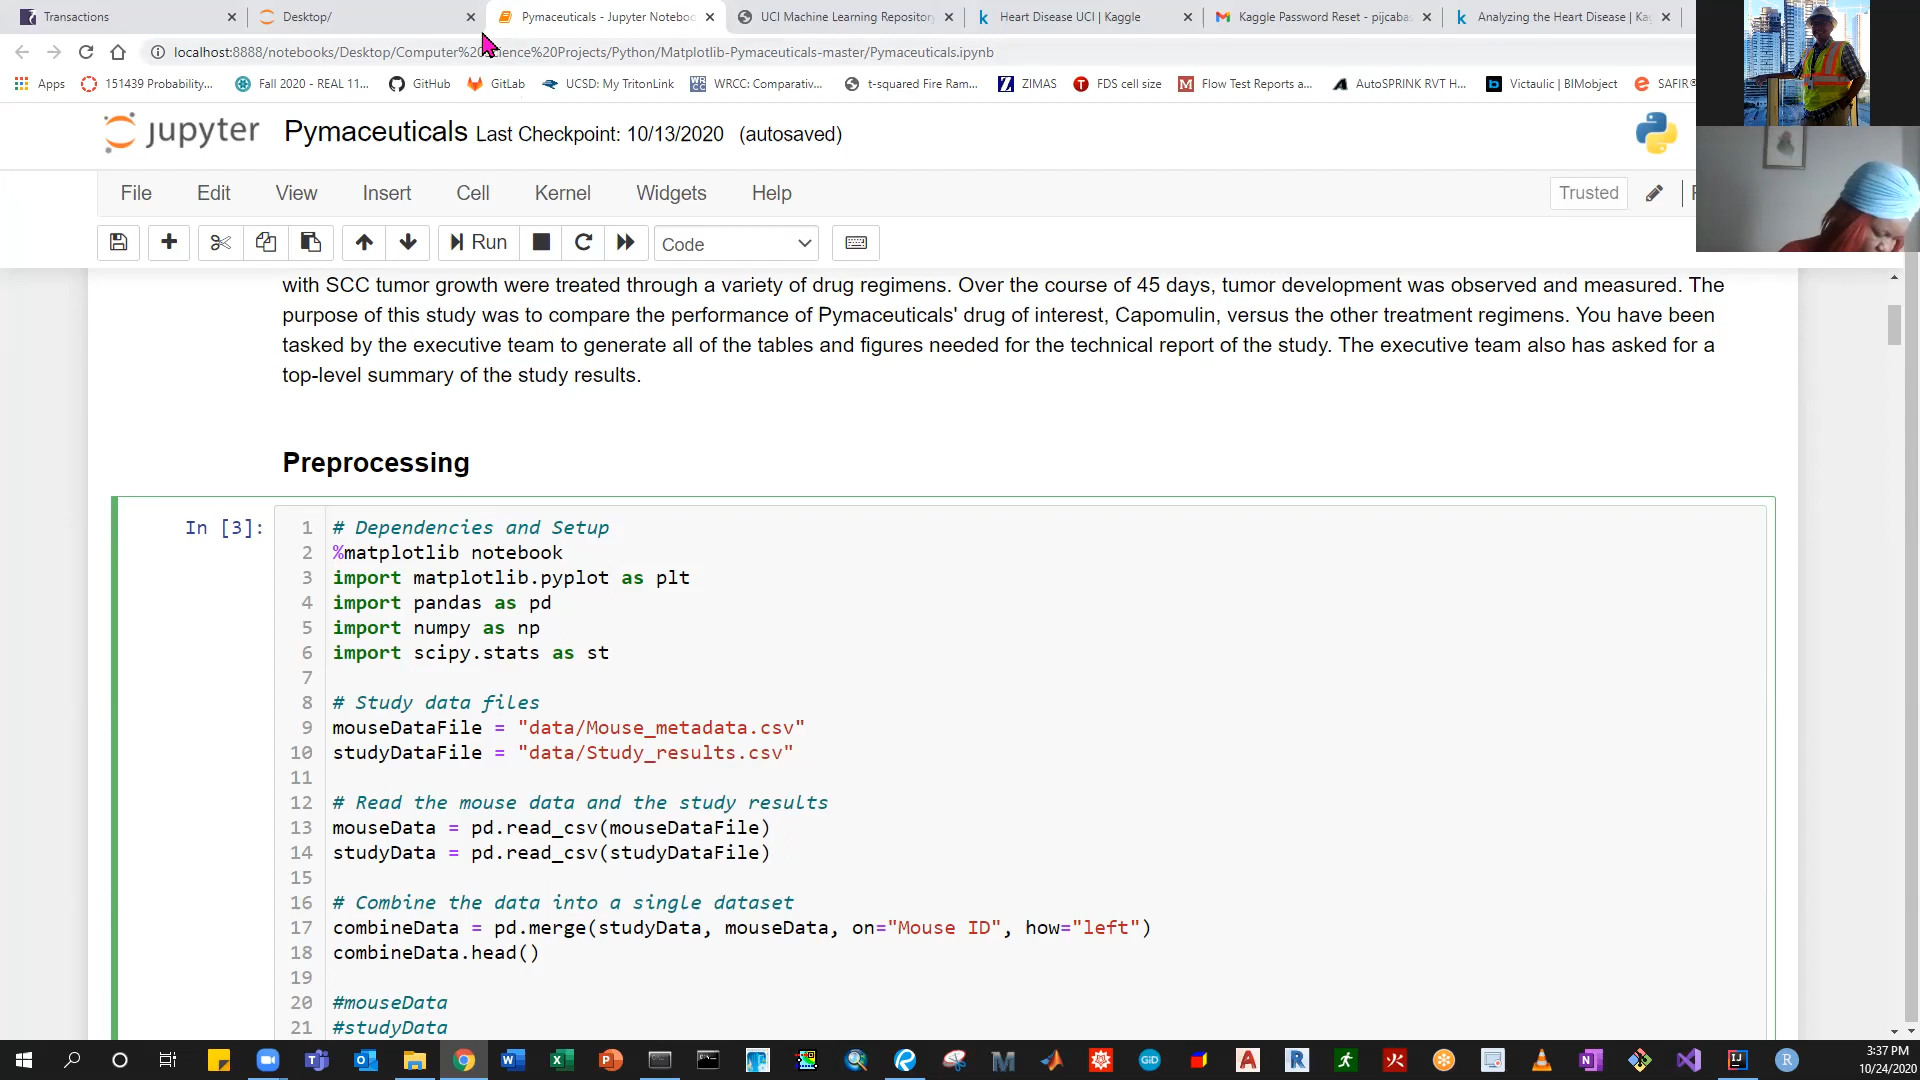 Transactions
Desktop/
Pymaceuticals - Jupyter Noteboo
UCI Machine Learning Repository
Heart Disease UCI | Kaggle
Kaggle Password Reset - pijcabas
Analyzing the Heart Disease | Kag
localhost:8888/notebooks/Desktop/Computer%20Science%20Projects/Python/Matplotlib-Pymaceuticals-master/Pymaceuticals.ipynb
Apps
151439 Probability...
Fall 2020 - REAL 11...
GitHub
GitLab
UCSD: My TritonLink
WRCC: Comparativ...
t-squared Fire Ram...
ZIMAS
FDS cell size
Flow Test Reports a...
AutoSPRINK RVT H...
Victaulic | BIMobject
SAFIR®
jupyter Pymaceuticals Last Checkpoint: 10/13/2020 (autosaved)
File Edit View Insert Cell Kernel Widgets Help
Trusted
Run
Code
with SCC tumor growth were treated through a variety of drug regimens. Over the course of 45 days, tumor development was observed and measured. The
purpose of this study was to compare the performance of Pymaceuticals' drug of interest, Capomulin, versus the other treatment regimens. You have been
tasked by the executive team to generate all of the tables and figures needed for the technical report of the study. The executive team also has asked for a
top-level summary of the study results.
Preprocessing
In [3]:
1 # Dependencies and Setup
2 %matplotlib notebook
3 import matplotlib.pyplot as plt
4 import pandas as pd
5 import numpy as np
6 import scipy.stats as st
7
8 # Study data files
9 mouseDataFile = "data/Mouse_metadata.csv"
10 studyDataFile = "data/Study_results.csv"
11
12 # Read the mouse data and the study results
13 mouseData = pd.read_csv(mouseDataFile)
14 studyData = pd.read_csv(studyDataFile)
15
16 # Combine the data into a single dataset
17 combineData = pd.merge(studyData, mouseData, on="Mouse ID", how="left")
18 combineData.head()
19
20 #mouseData
21 #studyData
3:37 PM
10/24/2020